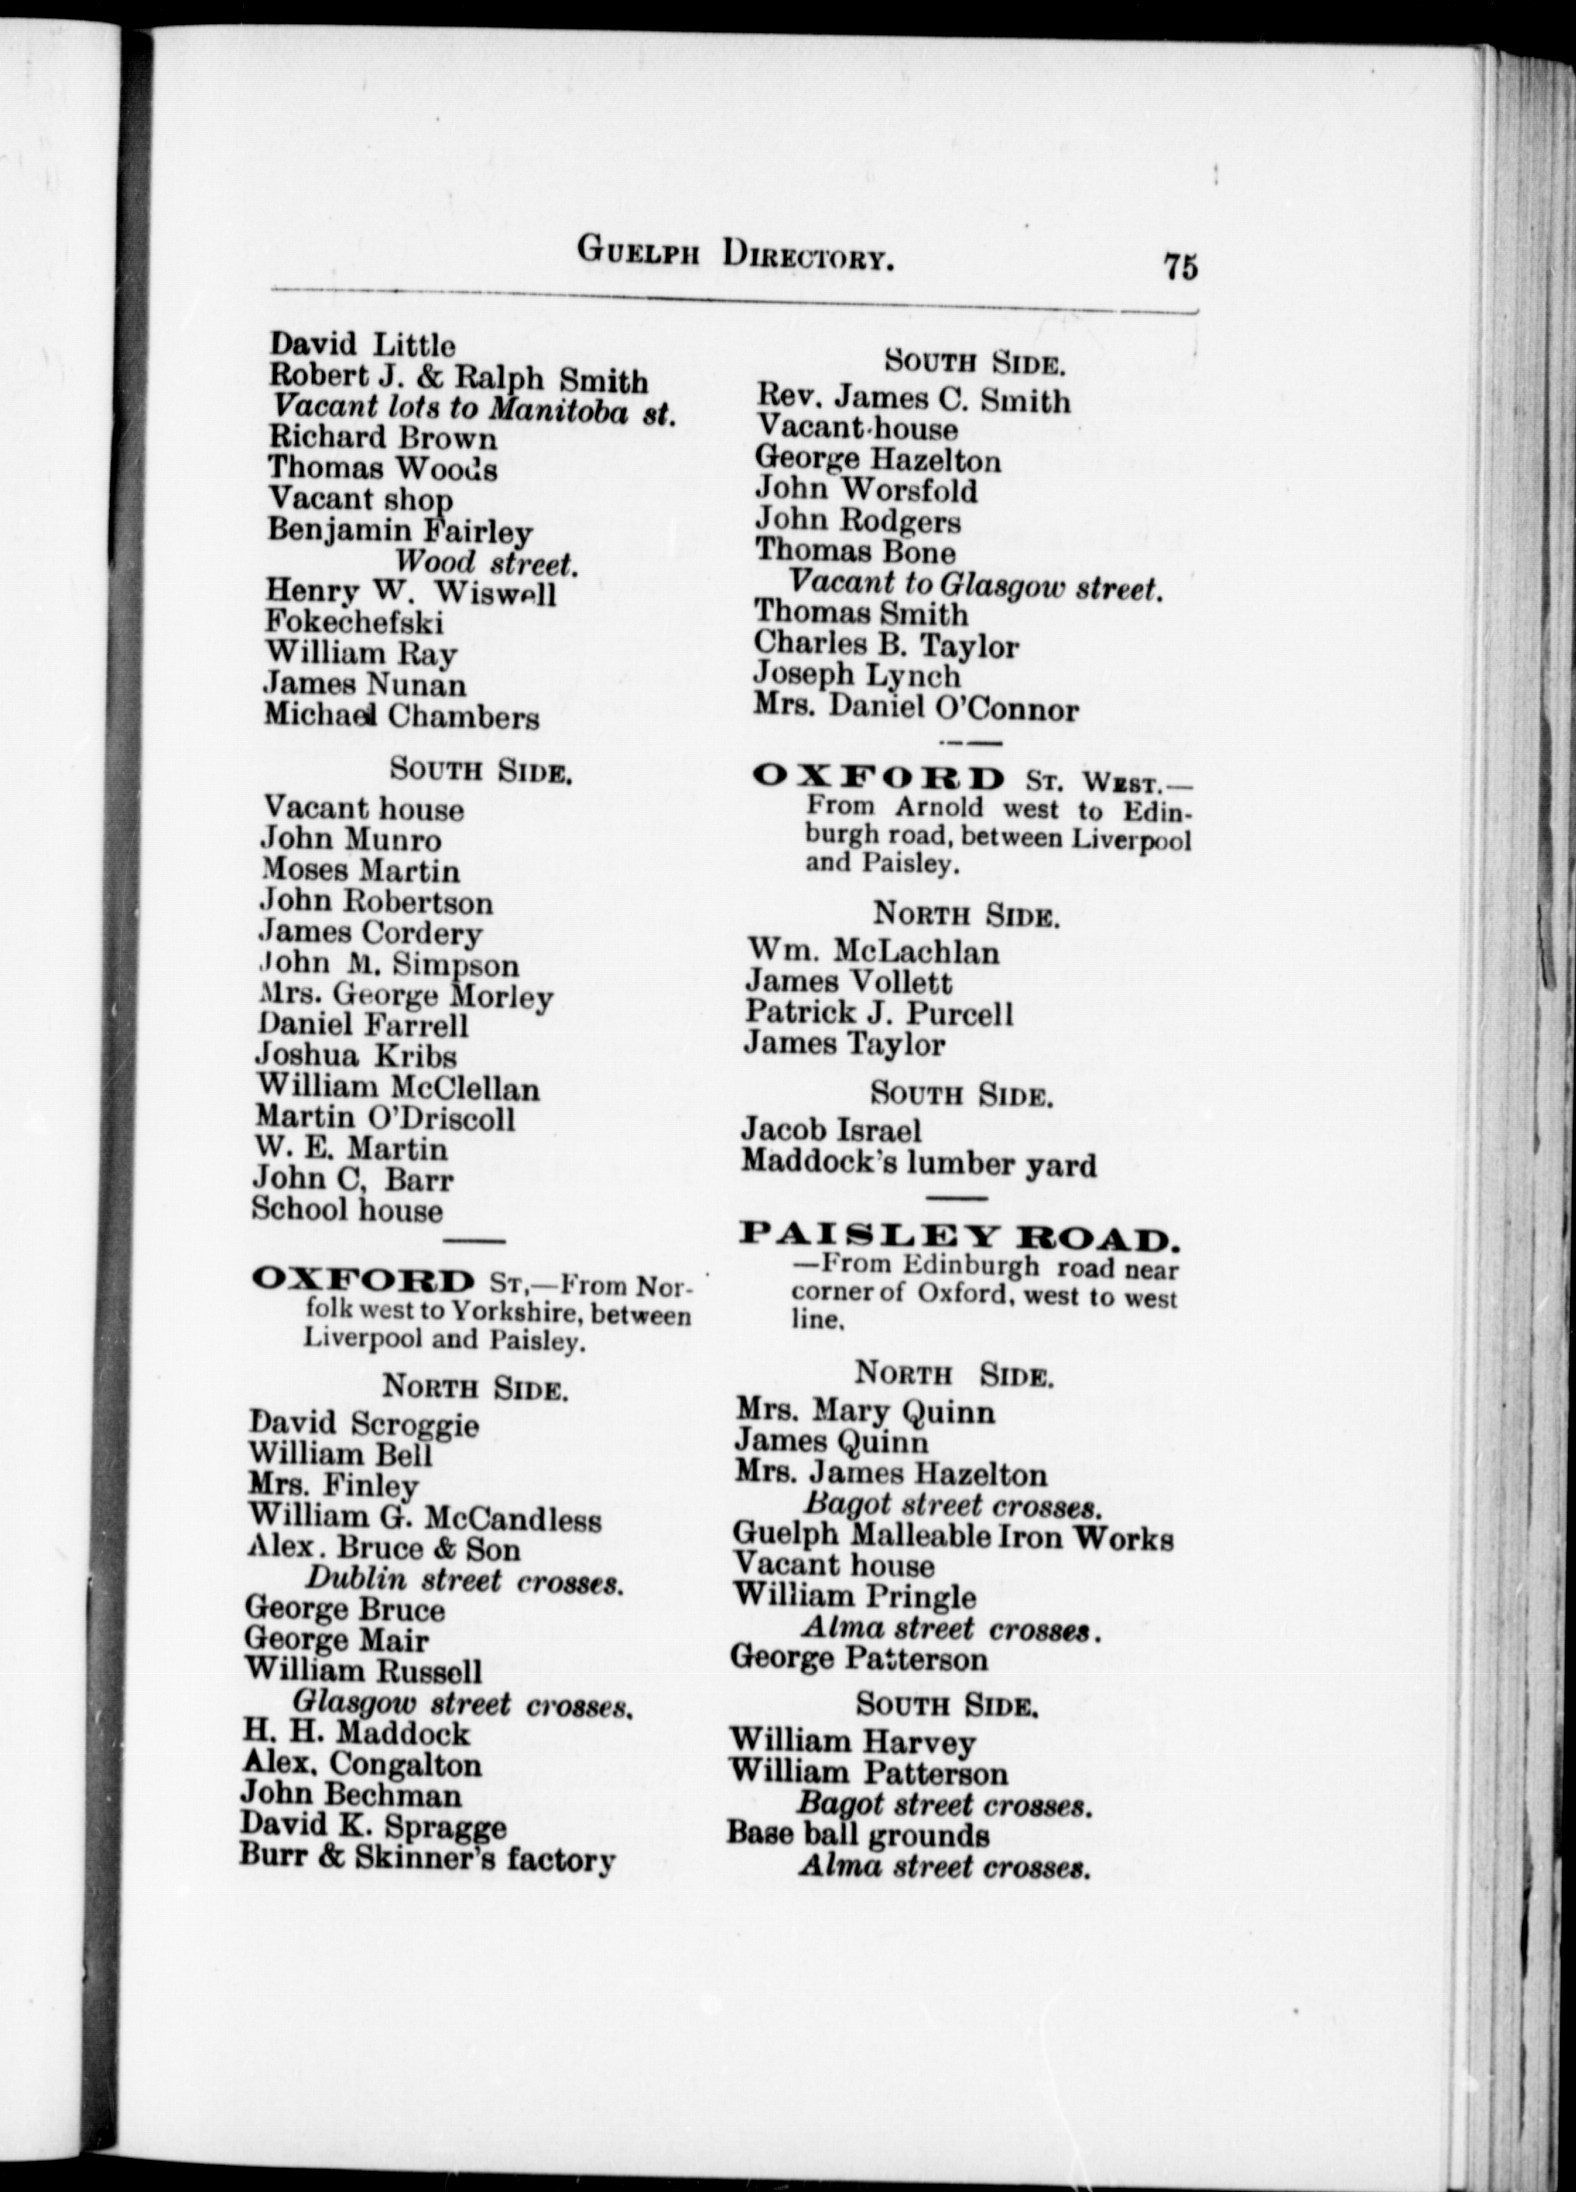 GUELPH DIRECTORY.
75
David Little
Robert J. & Ralph Smith
Vacant lots to Manitoba st.
Richard Brown
Thomas Woods
Vacant shop
Benjamin Fairley
Wood street.
Henry W. Wiswell
Fokechefski
William Ray
James Nunan
Michael Chambers
SOUTH SIDE.
Vacant house
John Munro
Moses Martin
John Robertson
James Cordery
John M. Simpson
Mrs. George Morley
Daniel Farrell
Joshua Kribs
William McClellan
Martin O'Driscoll
W. E. Martin
John C, Barr
School house
OXFORD ST,—From Nor-
folk west to Yorkshire, between
Liverpool and Paisley.
NORTH SIDE.
David Scroggie
William Bell
Mrs. Finley
William G. McCandless
Alex. Bruce & Son
Dublin street crosses.
George Bruce
George Mair
William Russell
Glasgow street crosses.
H. H. Maddock
Alex. Congalton
John Bechman
David K. Spragge
Burr & Skinner's factory
SOUTH SIDE.
Rev. James C. Smith
Vacant house
George Hazelton
John Worsfold
John Rodgers
Thomas Bone
Vacant to Glasgow street.
Thomas Smith
Charles B. Taylor
Joseph Lynch
Mrs. Daniel O'Connor
OXFORD ST. WEST.—
From Arnold west to Edin-
burgh road, between Liverpool
and Paisley.
NORTH SIDE.
Wm. McLachlan
James Vollett
Patrick J. Purcell
James Taylor
SOUTH SIDE.
Jacob Israel
Maddock's lumber yard
PAISLEY ROAD.
—From Edinburgh road near
corner of Oxford, west to west
line.
NORTH SIDE.
Mrs. Mary Quinn
James Quinn
Mrs. James Hazelton
Bagot street crosses.
Guelph Malleable Iron Works
Vacant house
William Pringle
Alma street crosses.
George Patterson
SOUTH SIDE.
William Harvey
William Patterson
Bagot street crosses.
Base ball grounds
Alma street crosses.